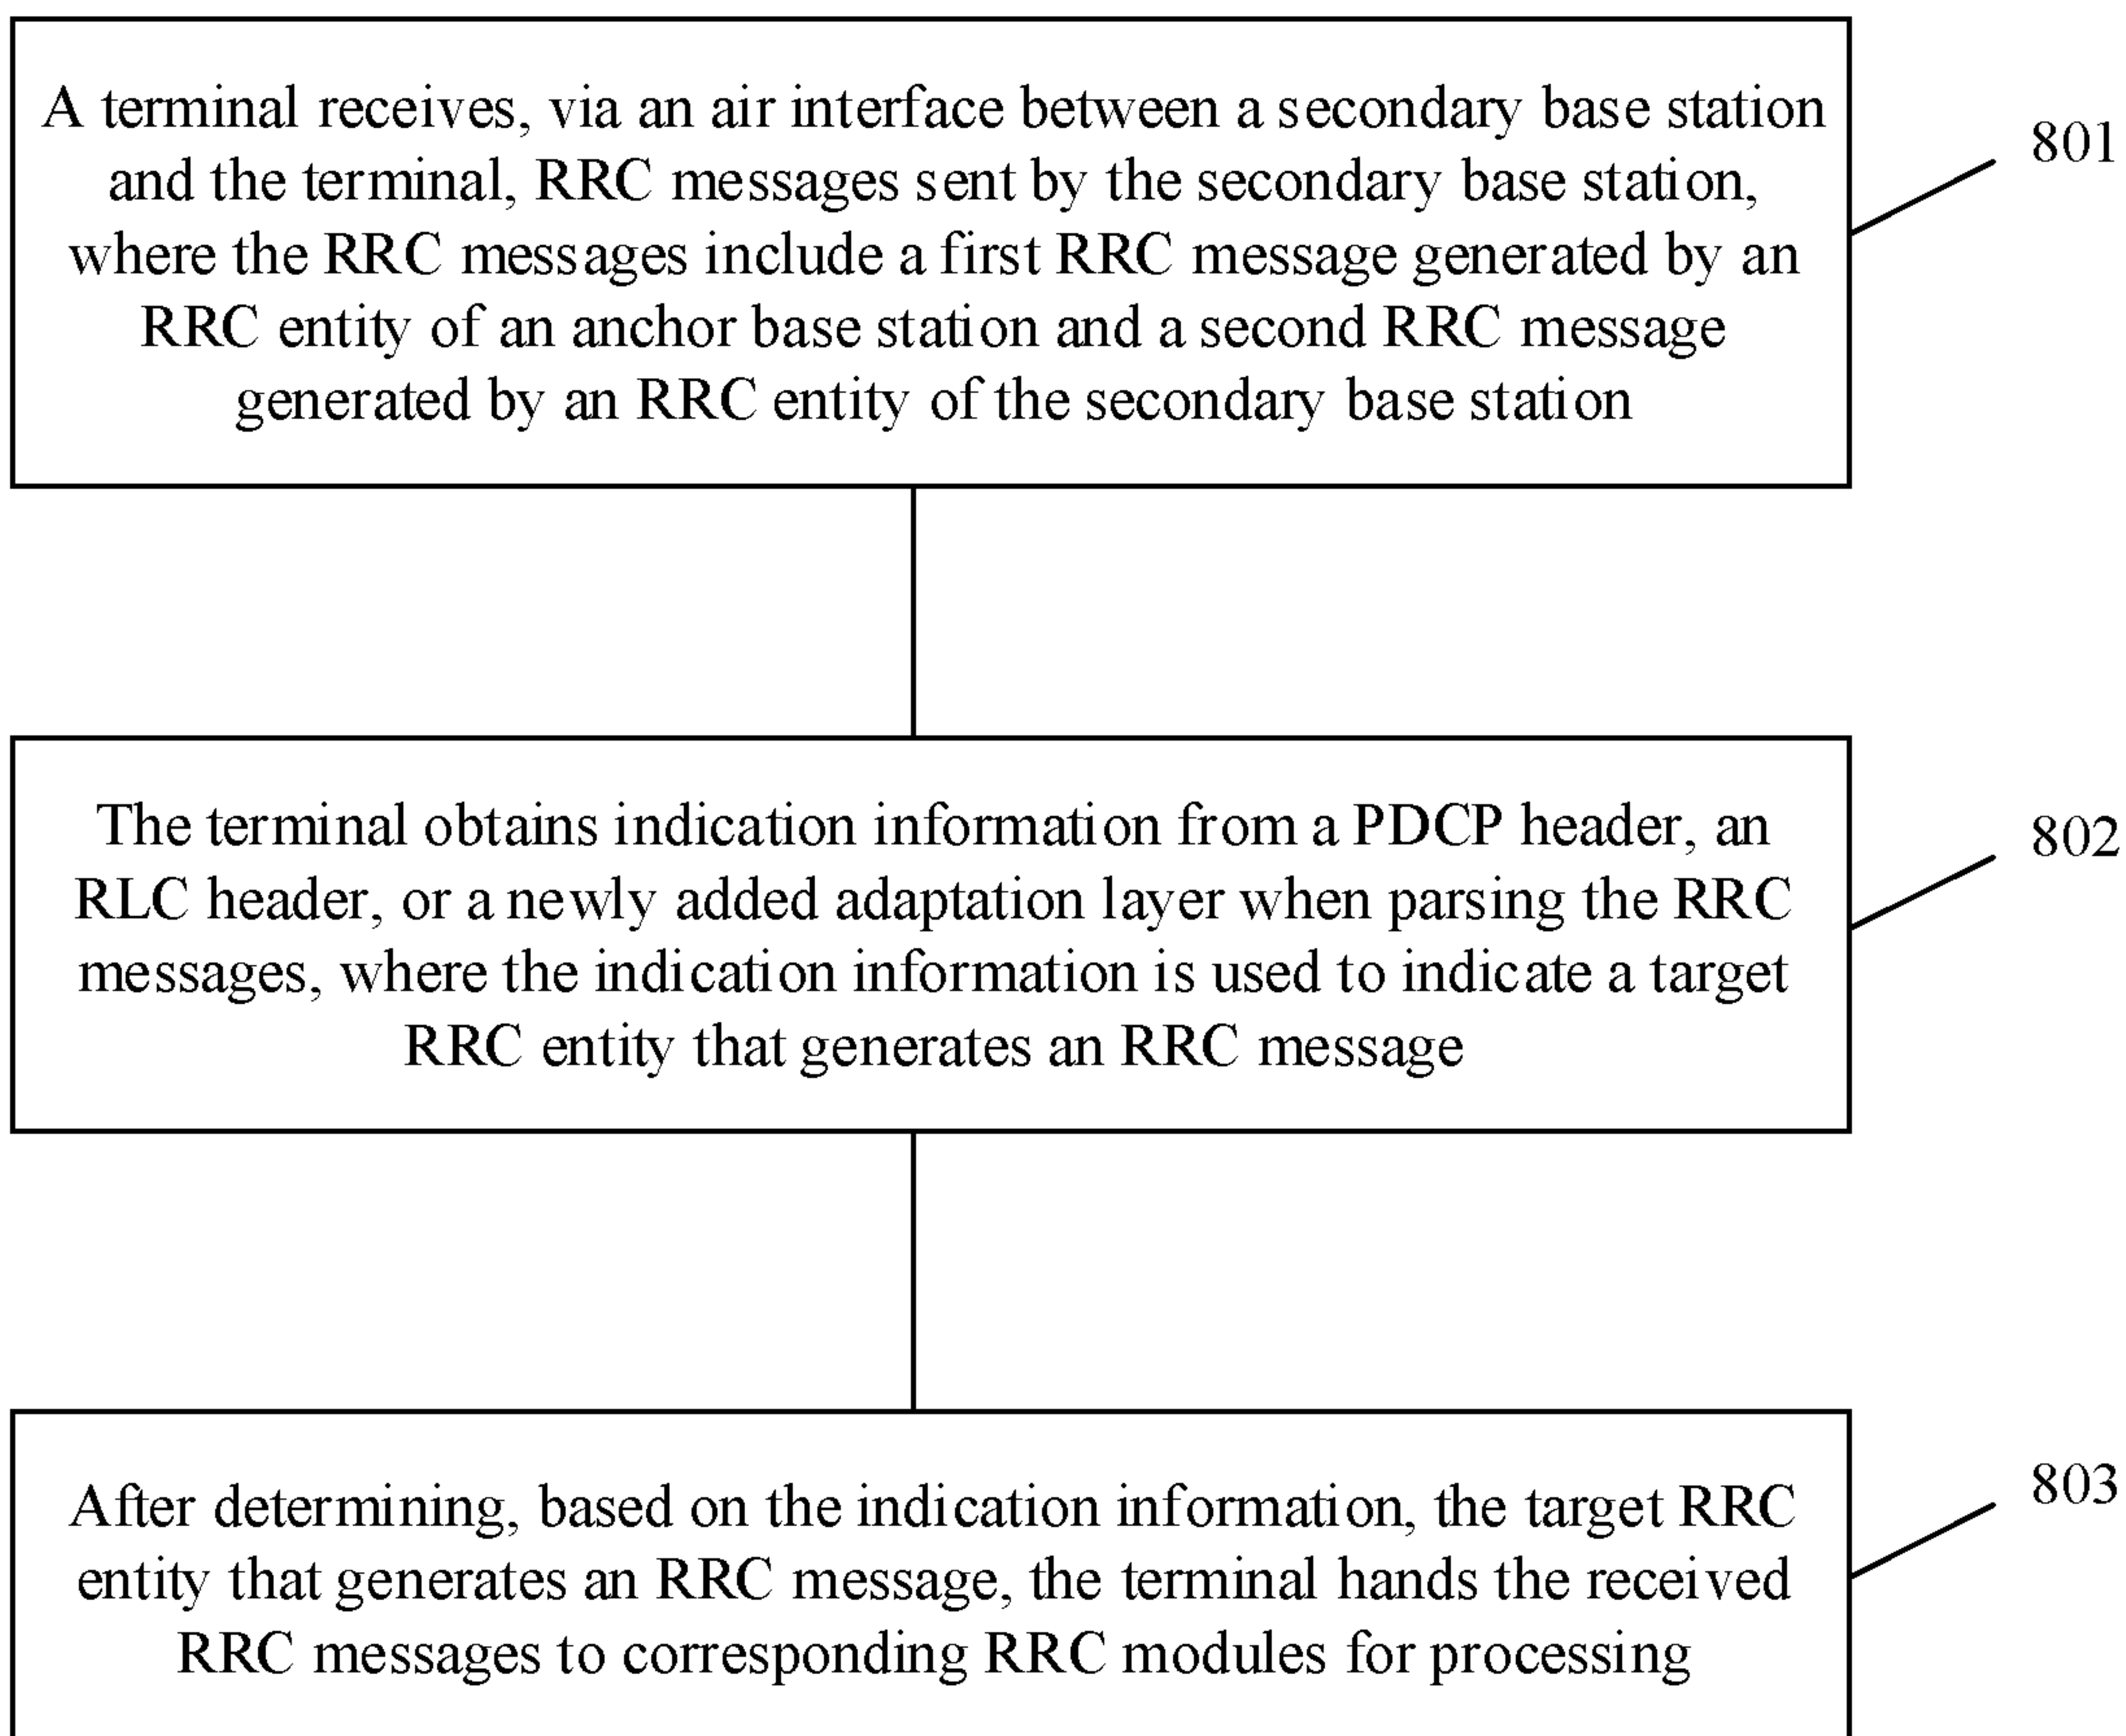 A terminal receives, via an air interface between a secondary base station
and the terminal, RRC messages sent by the secondary base station,
where the RRC messages include a first RRC message generated by an
RRC entity of an anchor base station and a second RRC message
generated by an RRC entity of the secondary base station
801
The terminal obtains indication information from a PDCP header, an
RLC header, or a newly added adaptation layer when parsing the RRC
messages, where the indication information is used to indicate a target
RRC entity that generates an RRC message
802
After determining, based on the indication information, the target RRC
entity that generates an RRC message, the terminal hands the received
RRC messages to corresponding RRC modules for processing
803